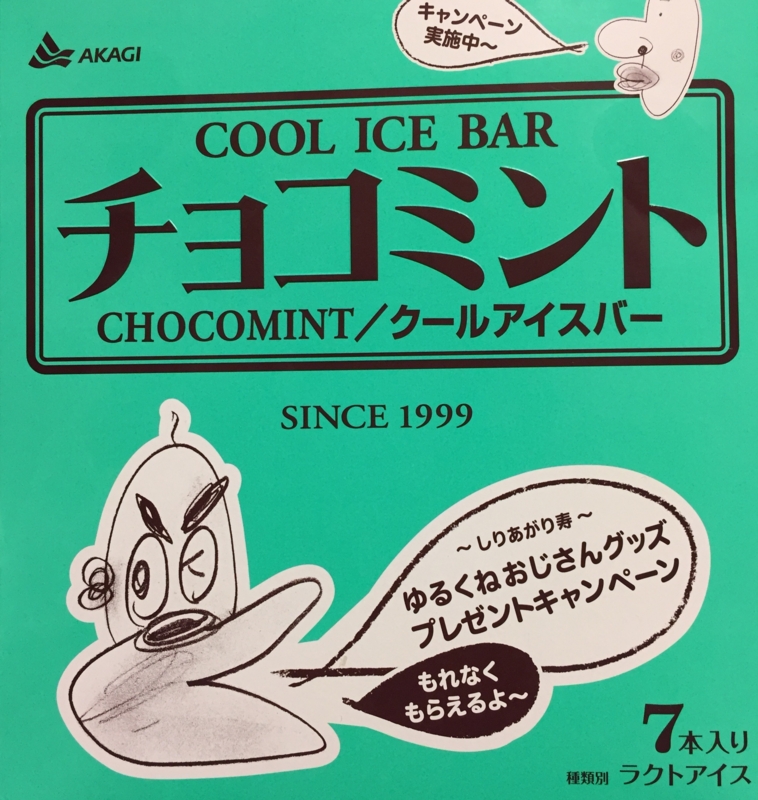 AKAGI
キャンペーン
実施中～
COOL ICE BAR
チョコミント
CHOCOMINT／クールアイスバー
SINCE 1999
～しりあがり寿～
ゆるくねおじさんグッズ
プレゼントキャンペーン
もれなく
もらえるよ～
7本入り
種類別 ラクトアイス